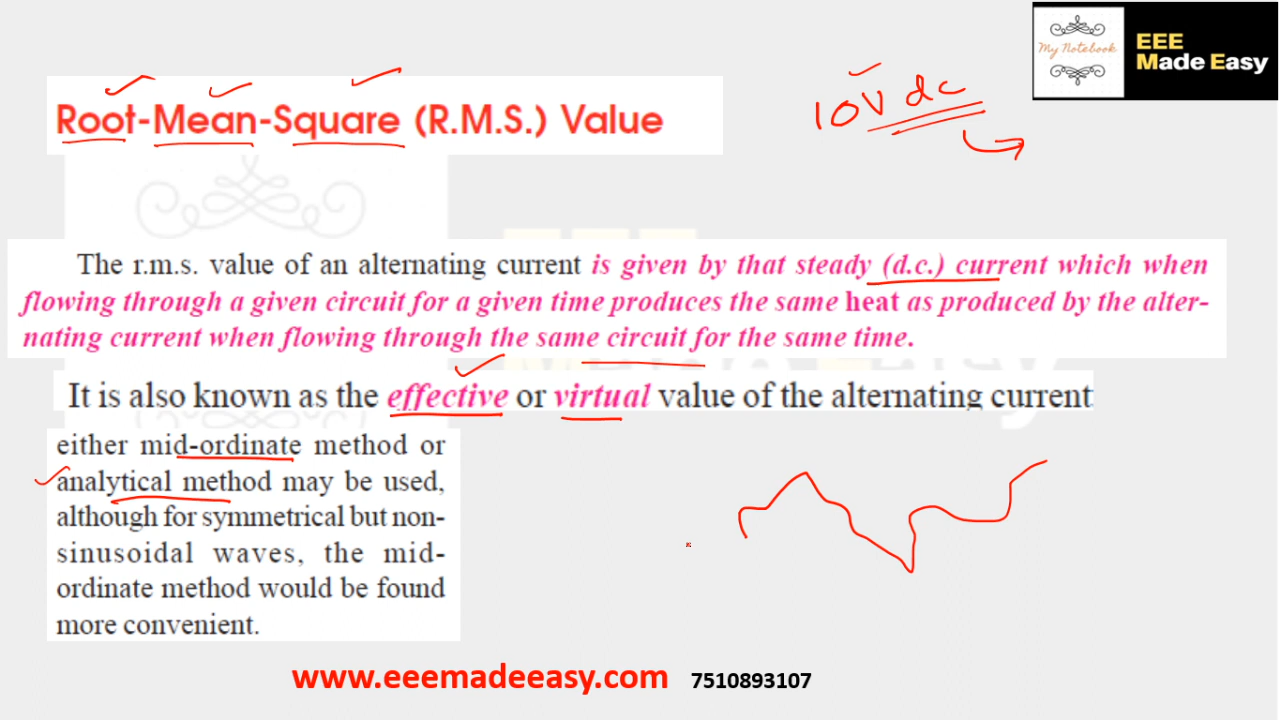 My Notebook
EEE
Made Easy
10V dc
Root-Mean-Square (R.M.S.) Value
The r.m.s. value of an alternating current is given by that steady (d.c.) current which when
flowing through a given circuit for a given time produces the same heat as produced by the alter-
nating current when flowing through the same circuit for the same time.
It is also known as the effective or virtual value of the alternating current
either mid-ordinate method or
analytical method may be used,
although for symmetrical but non-
sinusoidal waves, the mid-
ordinate method would be found
more convenient.
www.eeemadeeasy.com 7510893107